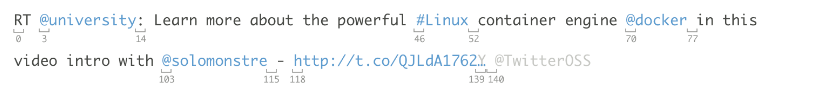 RT @university: Learn more about the powerful #Linux container engine @docker in this
0 3 14 46 52 70 77
video intro with @solomonstre - http://t.co/QJLdA1762…Y @TwitterOSS
103 115 118 139 140